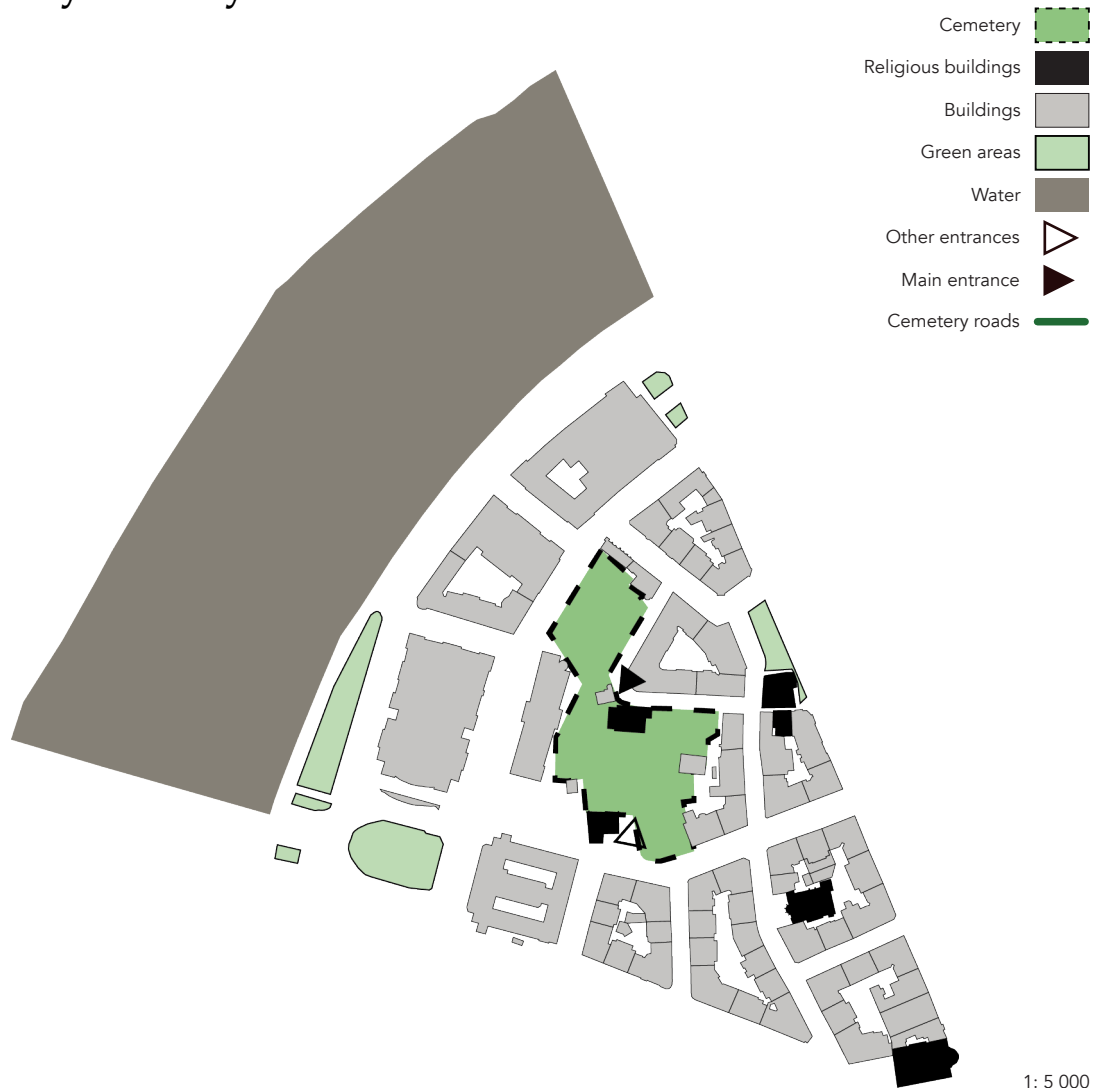 Cemetery
Religious buildings
Buildings
Green areas
Water
Other entrances
Main entrance
Cemetery roads
1: 5 000